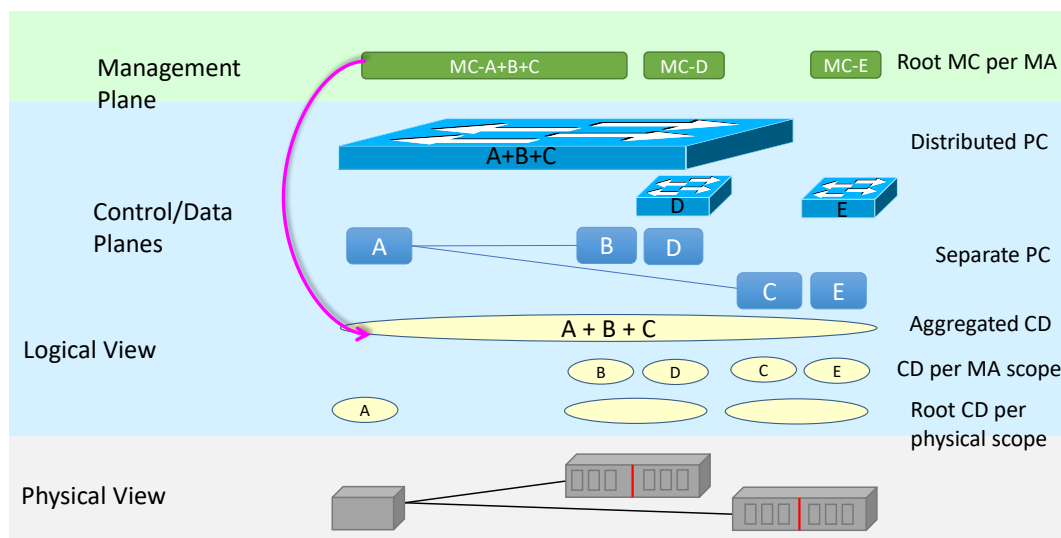 Management
Plane
MC-A+B+C
MC-D
MC-E
Root MC per MA
A+B+C
Distributed PC
D
E
Control/Data
Planes
A
B
D
Separate PC
C
E
A + B + C
Aggregated CD
Logical View
B
D
C
E
CD per MA scope
A
Root CD per
physical scope
Physical View